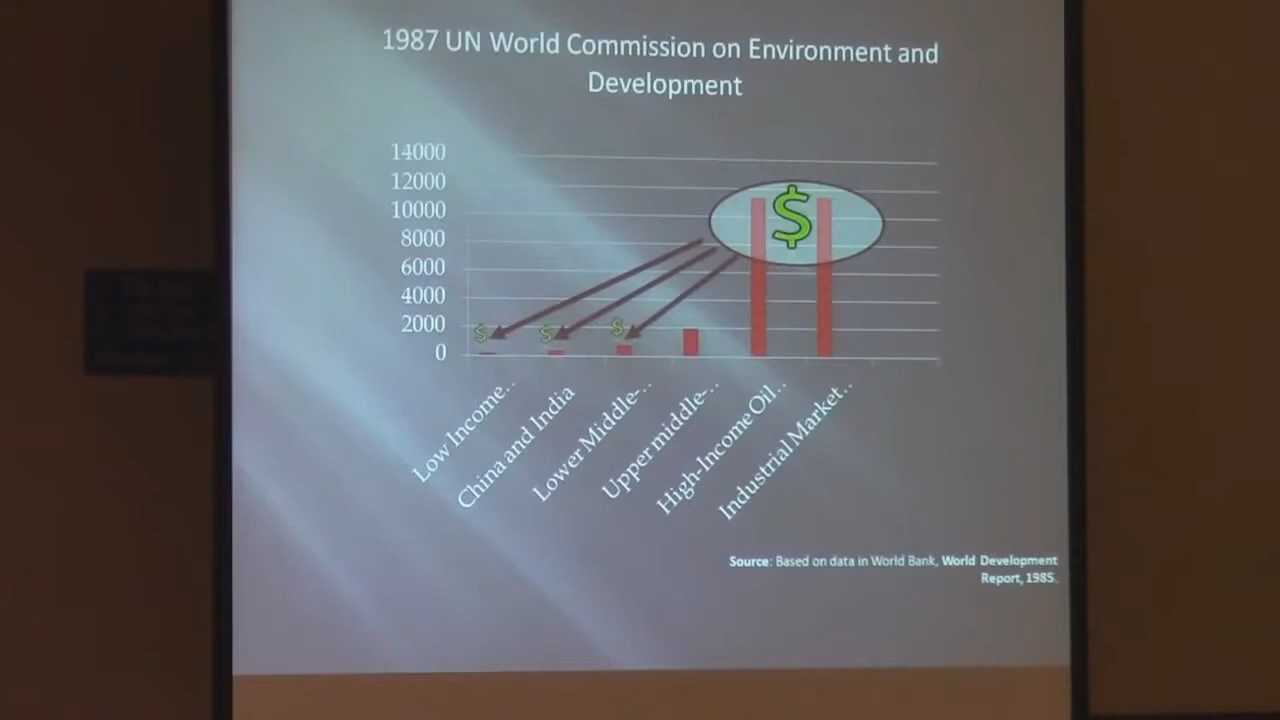 1987 UN World Commission on Environment and
Development
14000
12000
10000
8000
6000
4000
2000
0
$
$
$
$
Low Income..
China and India
Lower Middle-..
Upper middle-..
High-Income Oil..
Industrial Market..
Source: Based on data in World Bank, World Development
Report, 1985.